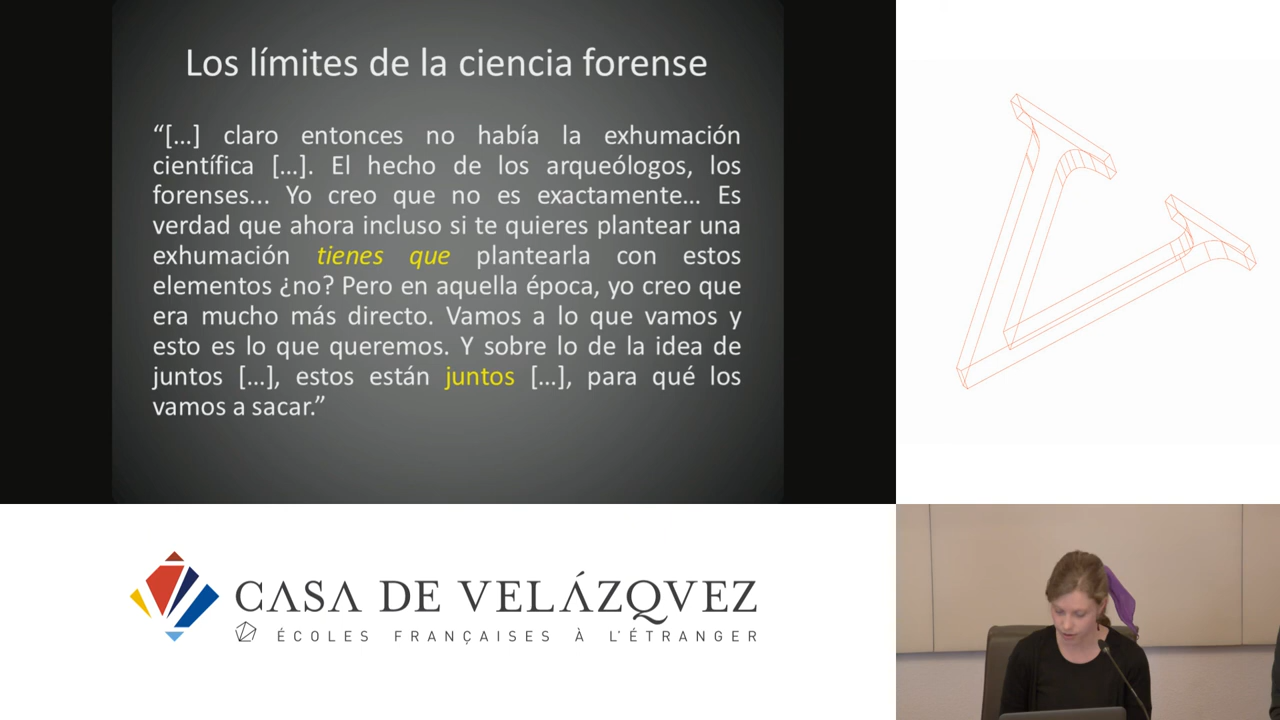 Los límites de la ciencia forense
“[…] claro entonces no había la exhumación
científica […]. El hecho de los arqueólogos, los
forenses… Yo creo que no es exactamente… Es
verdad que ahora incluso si te quieres plantear una
exhumación tienes que plantearla con estos
elementos ¿no? Pero en aquella época, yo creo que
era mucho más directo. Vamos a lo que vamos y
esto es lo que queremos. Y sobre lo de la idea de
juntos […], estos están juntos […], para qué los
vamos a sacar.”
CASA DE VELÁZQVEZ
ÉCOLES FRANÇAISES À L'ÉTRANGER